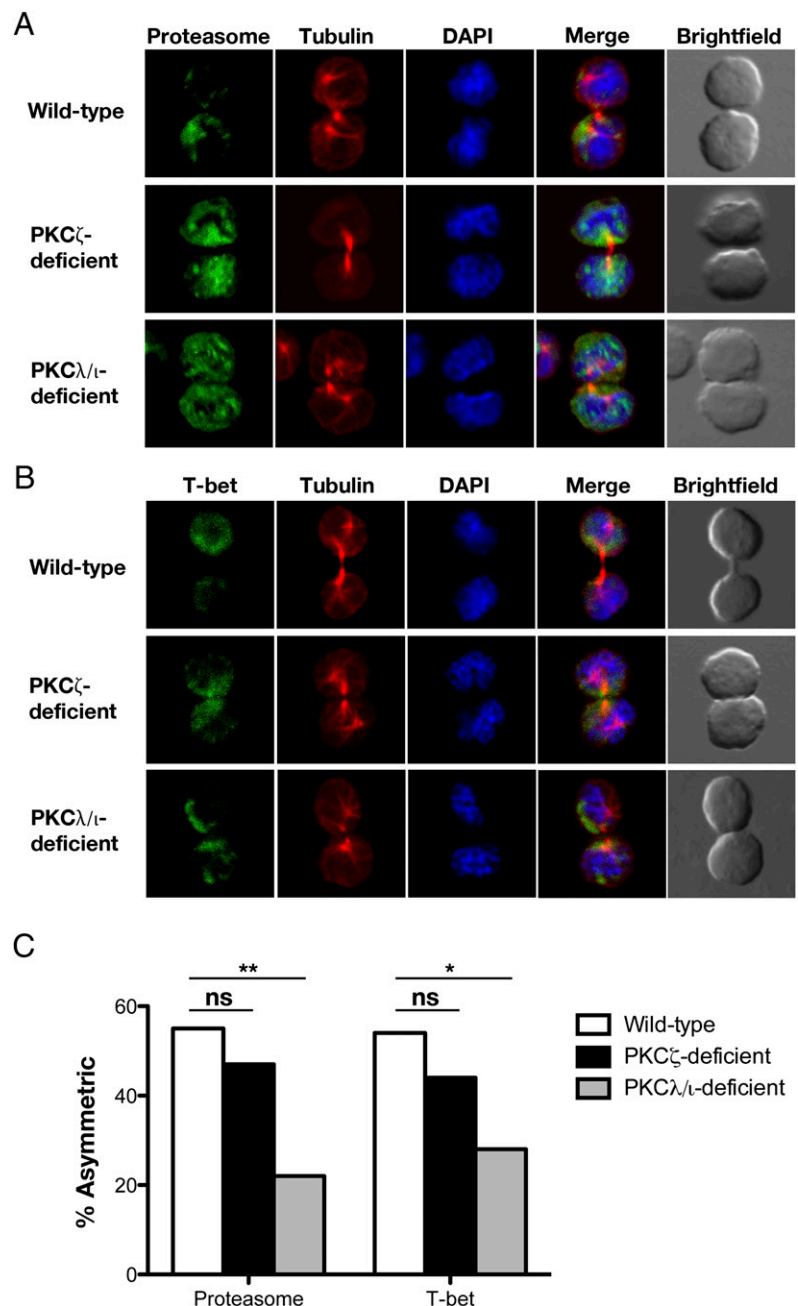 A
Proteasome Tubulin DAPI Merge Brightfield
Wild-type
PKCζ-
deficient
PKCλ/ι-
deficient
B
T-bet Tubulin DAPI Merge Brightfield
Wild-type
PKCζ-
deficient
PKCλ/ι-
deficient
C
** *
ns ns
60
40
20
0
% Asymmetric
Proteasome T-bet
Wild-type
PKCζ-deficient
PKCλ/ι-deficient